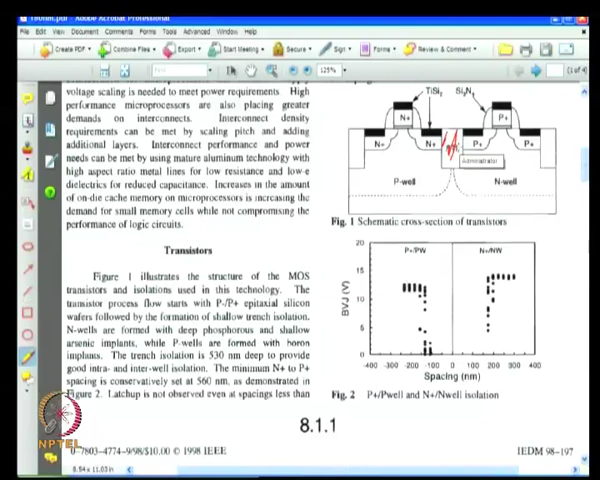 File Edit View Document Comments Forms Tools Advanced Window Help
Create PDF Combine Files Export Start Meeting Secure Sign Forms Review & Comment
125% (1 of 4)
voltage scaling is needed to meet power requirements High
performance microprocessors are also placing greater
demands on interconnects. Interconnect density
requirements can be met by scaling pitch and adding
additional layers. Interconnect performance and power
needs can be met by using mature aluminum technology with
high aspect ratio metal lines for low resistance and low-e
dielectrics for reduced capacitance. Increases in the amount
of on-die cache memory on microprocessors is increasing the
demand for small memory cells while not compromising the
performance of logic circuits.
Transistors
Figure 1 illustrates the structure of the MOS
transistors and isolations used in this technology. The
transistor process flow starts with P-/P+ epitaxial silicon
wafers followed by the formation of shallow trench isolation.
N-wells are formed with deep phosphorous and shallow
arsenic implants, while P-wells are formed with boron
implants. The trench isolation is 530 nm deep to provide
good intra- and inter-well isolation. The minimum N+ to P+
spacing is conservatively set at 560 nm, as demonstrated in
Figure 2. Latchup is not observed even at spacings less than
TiSi2 Si3N4
N+ P+
N+ N+ P+ P+
Administrator
P-well N-well
Fig. 1 Schematic cross-section of transistors
P+/PW N+/NW
BVJ (V)
20
15
10
5
0
-400 -300 -200 -100 0 100 200 300 400
Spacing (nm)
Fig. 2 P+/Pwell and N+/Nwell isolation
8.1.1
NPTEL
0-7803-4774-9/98/$10.00 © 1998 IEEE
IEDM 98-197
8.54 x 11.03 in